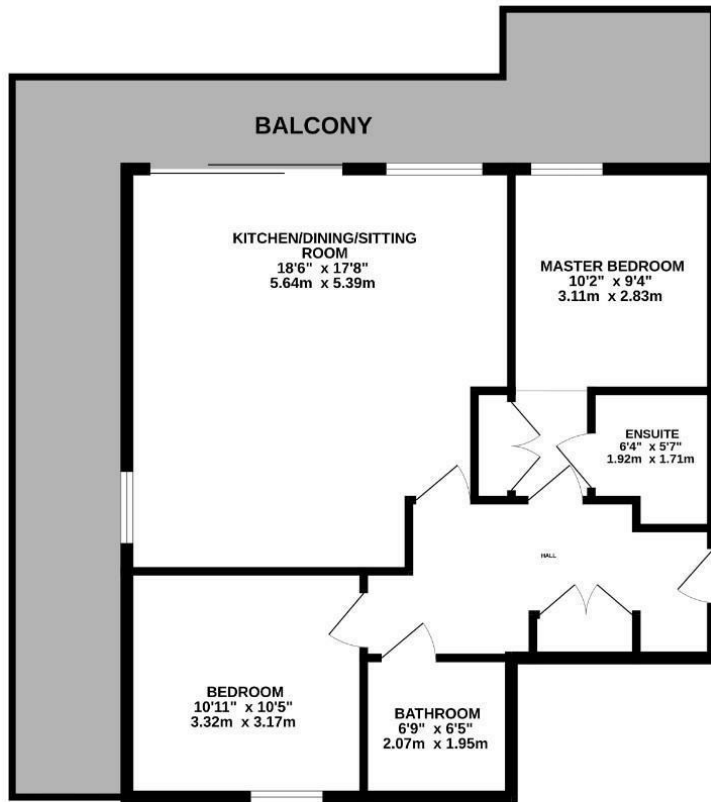 BALCONY
KITCHEN/DINING/SITTING
ROOM
18'6" x 17'8"
5.64m x 5.39m
MASTER BEDROOM
10'2" x 9'4"
3.11m x 2.83m
ENSUITE
6'4" x 5'7"
1.92m x 1.71m
HALL
BEDROOM
10'11" x 10'5"
3.32m x 3.17m
BATHROOM
6'9" x 6'5"
2.07m x 1.95m